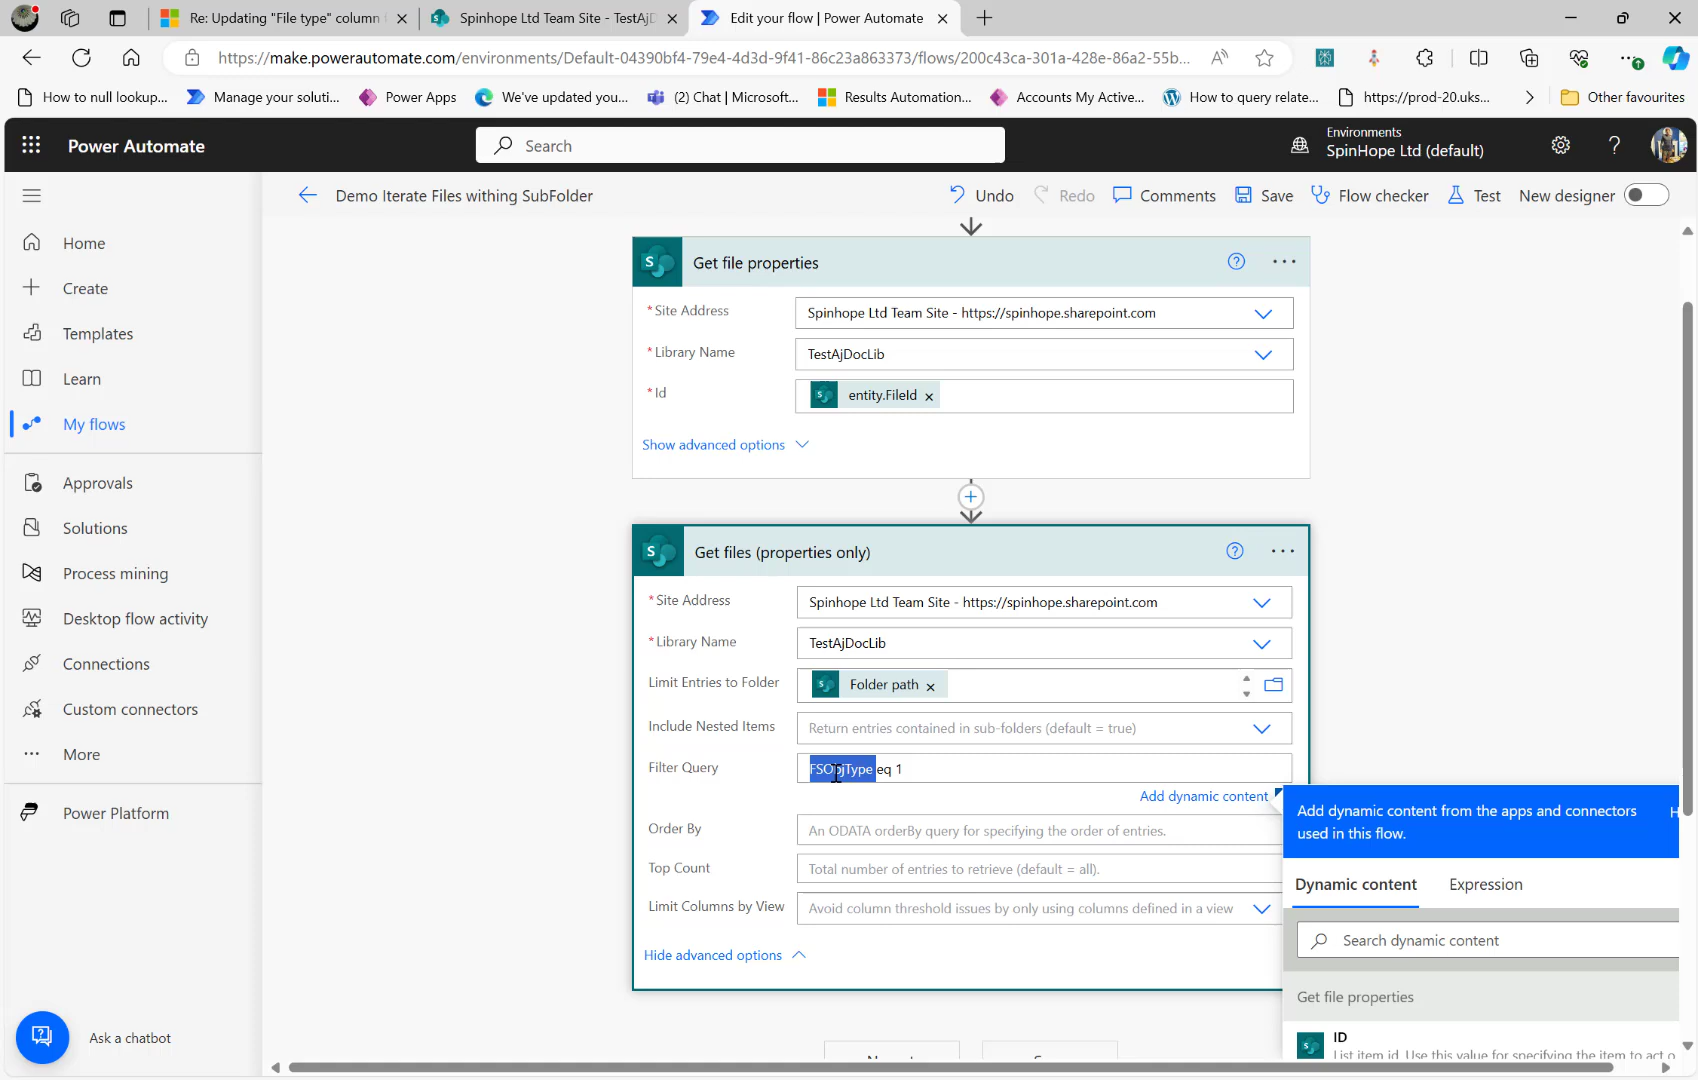 Re: Updating "File type" column
Spinhope Ltd Team Site - TestAjD
Edit your flow | Power Automate
https://make.powerautomate.com/environments/Default-04390bf4-79e4-4d3d-9f41-86c23a863373/flows/200c43ca-301a-428e-86a2-55b...
How to null lookup...
Manage your soluti...
Power Apps
We've updated you...
(2) Chat | Microsoft...
Results Automation...
Accounts My Active...
How to query relate...
https://prod-20.uks...
Other favourites
Power Automate
Search
Environments
SpinHope Ltd (default)
Demo Iterate Files withing SubFolder
Undo
Redo
Comments
Save
Flow checker
Test
New designer
Home
Create
Templates
Learn
My flows
Approvals
Solutions
Process mining
Desktop flow activity
Connections
Custom connectors
More
Power Platform
Ask a chatbot
Get file properties
* Site Address
Spinhope Ltd Team Site - https://spinhope.sharepoint.com
* Library Name
TestAjDocLib
* Id
entity.FileId ×
Show advanced options
Get files (properties only)
* Site Address
Spinhope Ltd Team Site - https://spinhope.sharepoint.com
* Library Name
TestAjDocLib
Limit Entries to Folder
Folder path ×
Include Nested Items
Return entries contained in sub-folders (default = true)
Filter Query
FSObjType eq 1
Add dynamic content
Order By
An ODATA orderBy query for specifying the order of entries.
Top Count
Total number of entries to retrieve (default = all).
Limit Columns by View
Avoid column threshold issues by only using columns defined in a view
Hide advanced options
Add dynamic content from the apps and connectors
used in this flow.
Dynamic content
Expression
Search dynamic content
Get file properties
ID
List item id. Use this value for specifying the item to act o